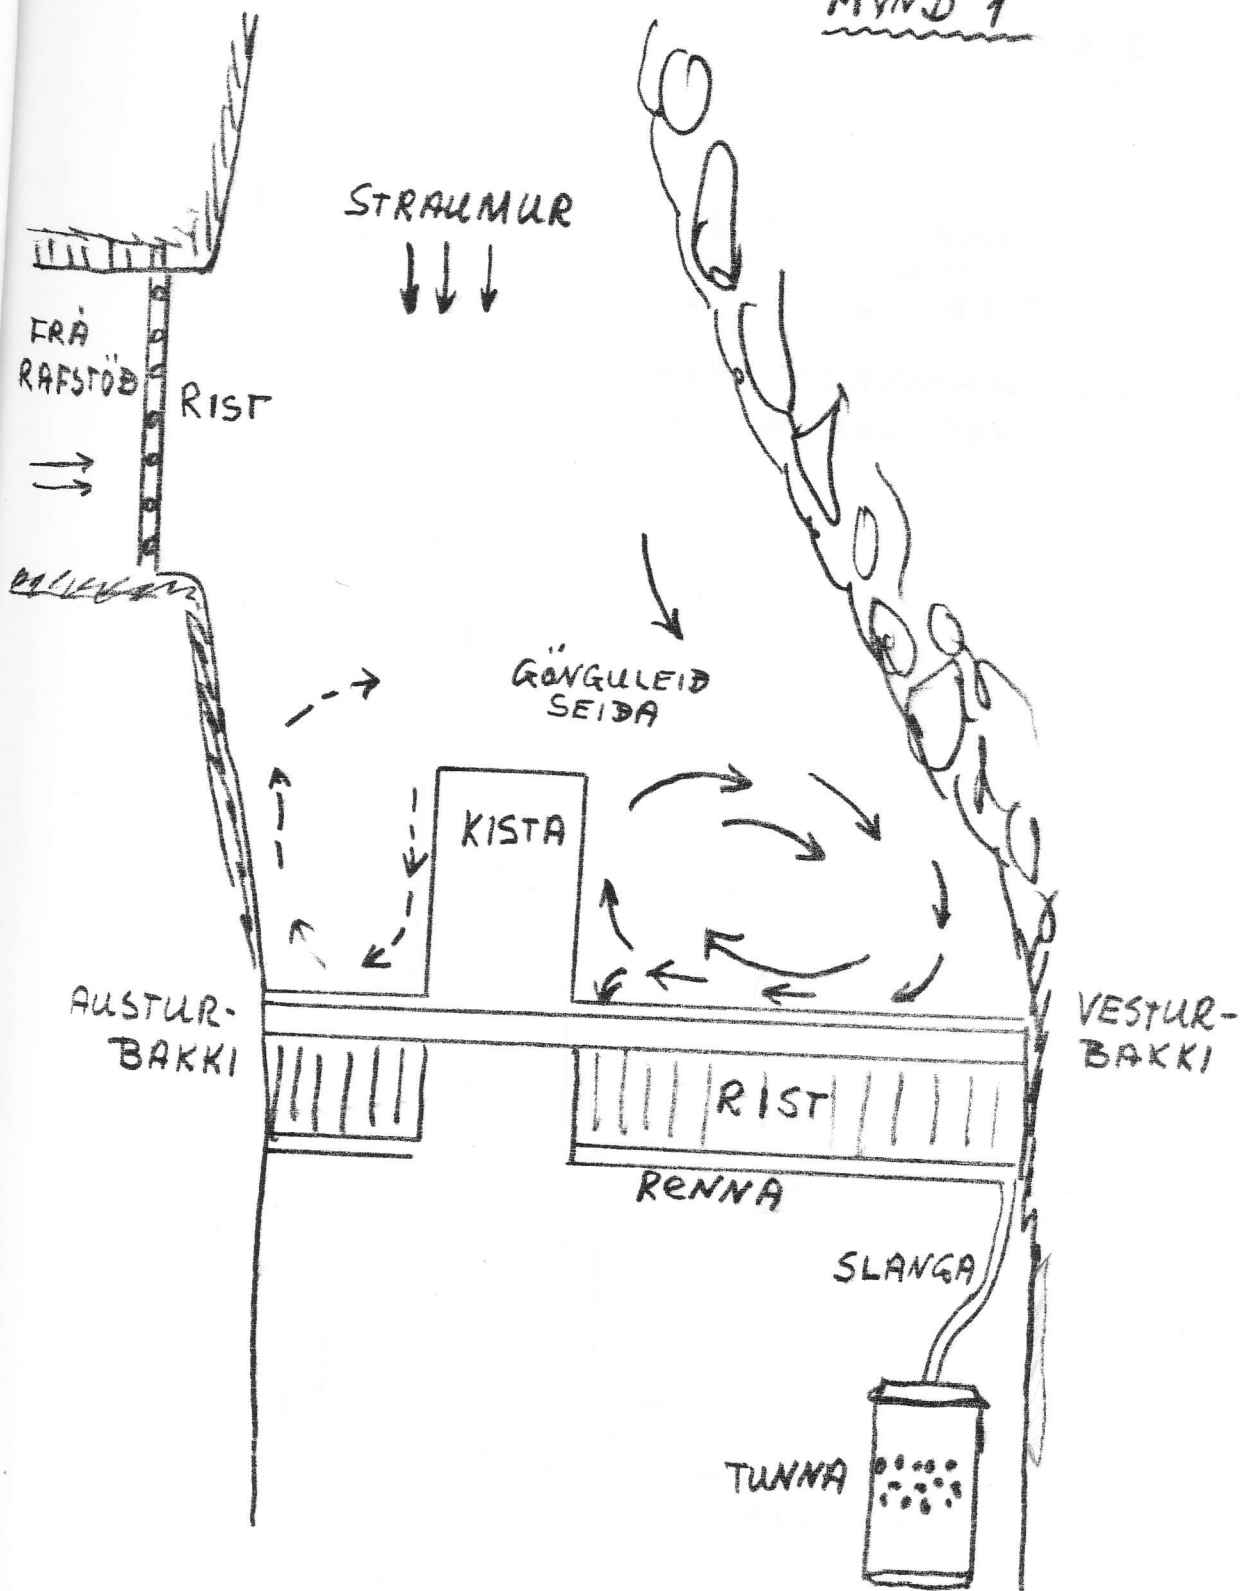 MYND 1
STRAUMUR
FRÁ
RAFSTÖÐ
RIST
GÖNGULEIÐ
SEIÐA
KISTA
AUSTUR-
BAKKI
VESTUR-
BAKKI
RIST
RENNA
SLANGA
TUNNA